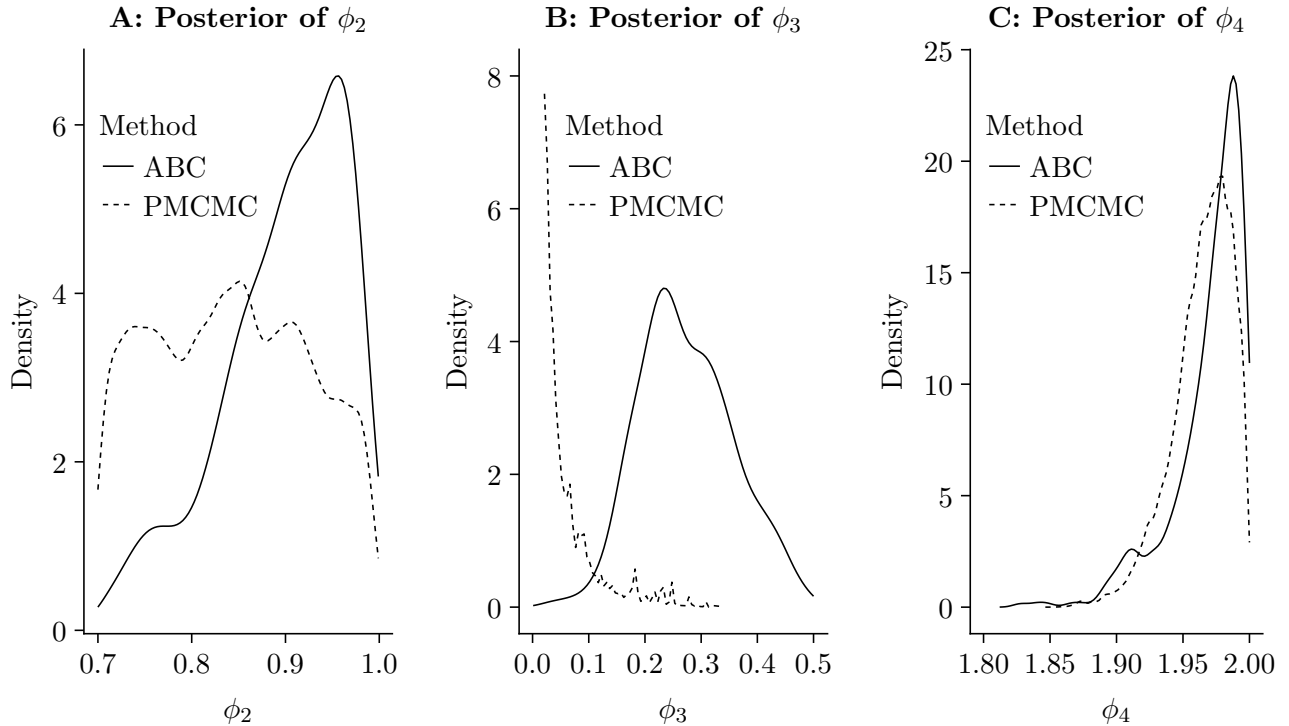 A: Posterior of ϕ2
Density
6
4
2
0
Method
ABC
PMCMC
0.7 0.8 0.9 1.0
ϕ2
B: Posterior of ϕ3
Density
8
6
4
2
0
Method
ABC
PMCMC
0.0 0.1 0.2 0.3 0.4 0.5
ϕ3
C: Posterior of ϕ4
Density
25
20
15
10
5
0
Method
ABC
PMCMC
1.80 1.85 1.90 1.95 2.00
ϕ4